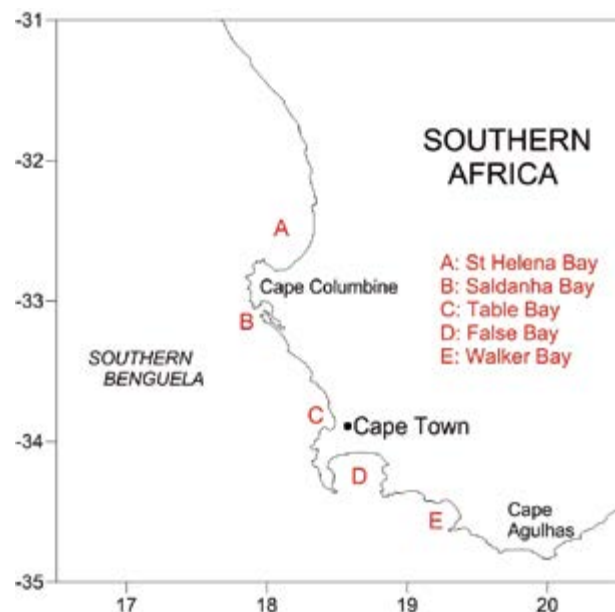 -31
-32
-33
-34
-35
17
18
19
20
SOUTHERN
AFRICA
A
A: St Helena Bay
B: Saldanha Bay
C: Table Bay
D: False Bay
E: Walker Bay
Cape Columbine
B
SOUTHERN
BENGUELA
C
Cape Town
D
E
Cape
Agulhas